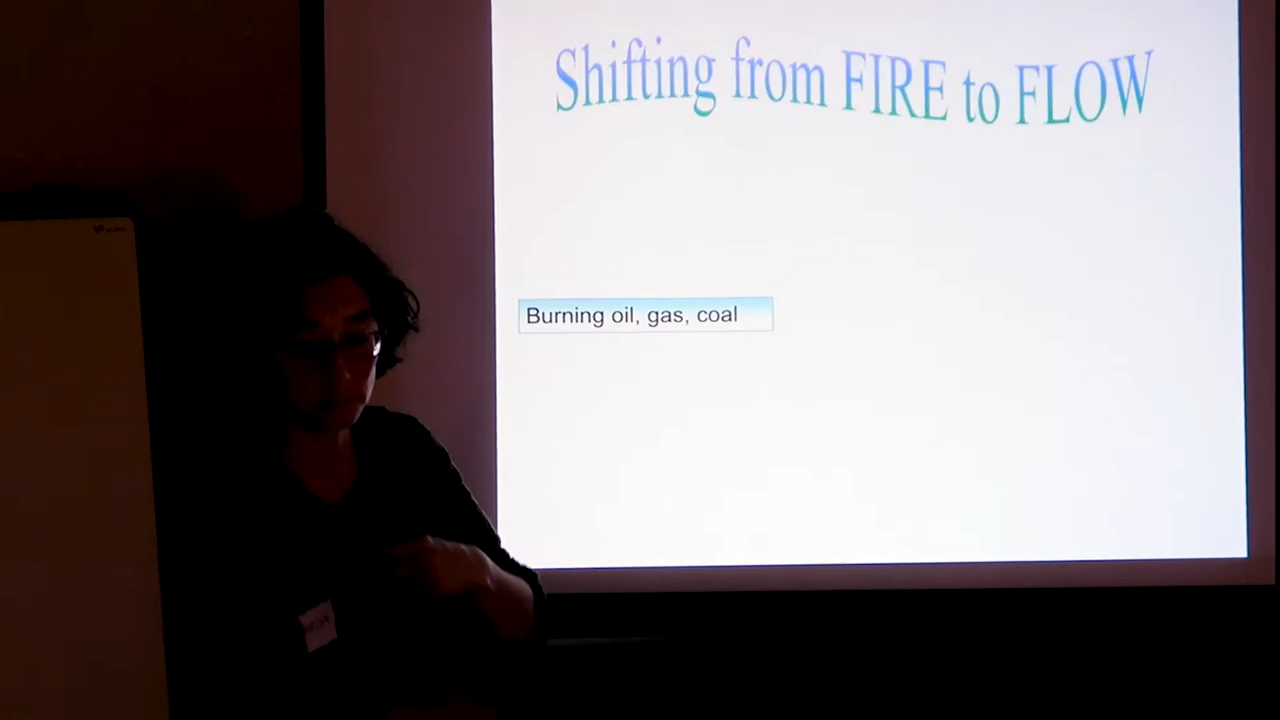 Shifting from FIRE to FLOW
Burning oil, gas, coal